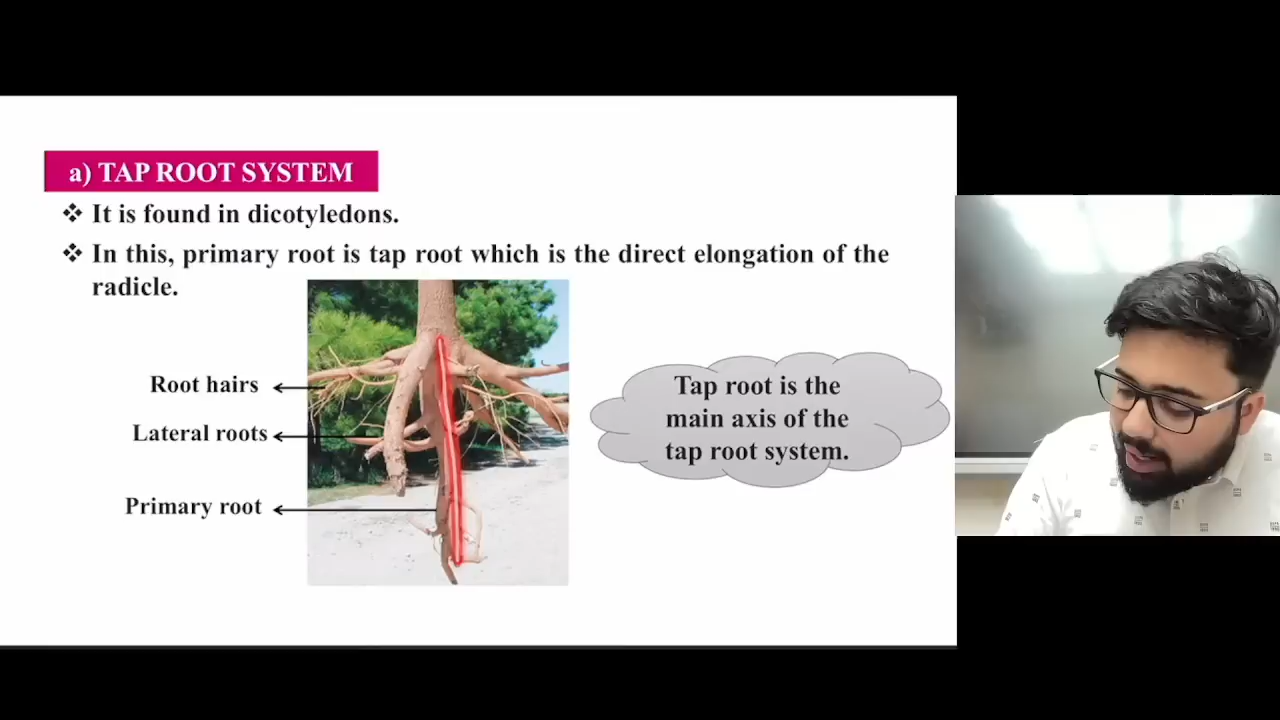 a) TAP ROOT SYSTEM
❖ It is found in dicotyledons.
❖ In this, primary root is tap root which is the direct elongation of the
radicle.
Root hairs
Lateral roots
Primary root
Tap root is the
main axis of the
tap root system.